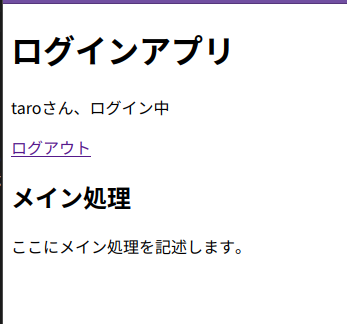 ログインアプリ
taroさん、ログイン中
ログアウト
メイン処理
ここにメイン処理を記述します。